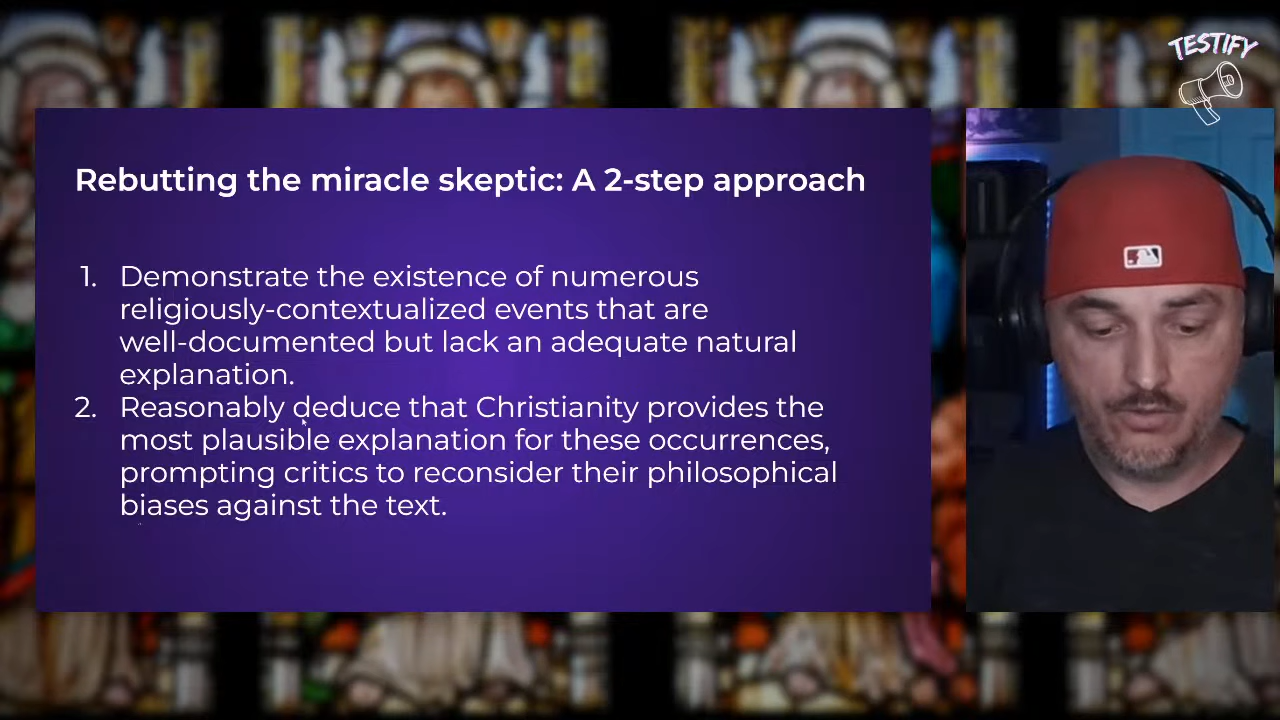 TESTIFY
Rebutting the miracle skeptic: A 2-step approach
1. Demonstrate the existence of numerous
religiously-contextualized events that are
well-documented but lack an adequate natural
explanation.
2. Reasonably deduce that Christianity provides the
most plausible explanation for these occurrences,
prompting critics to reconsider their philosophical
biases against the text.